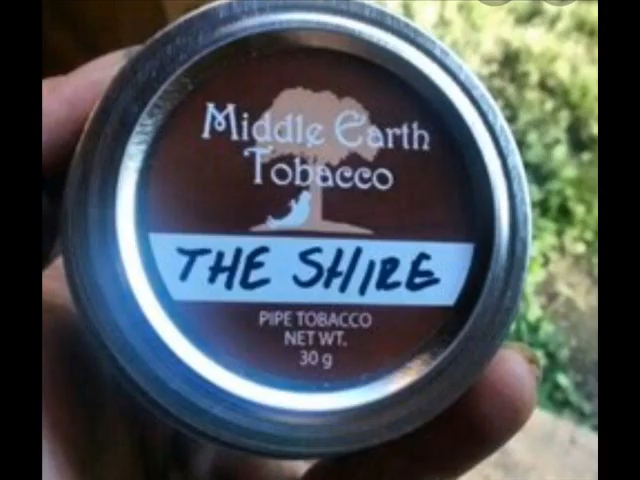 Middle Earth
Tobacco
THE SHIRE
PIPE TOBACCO
NET WT.
30 g